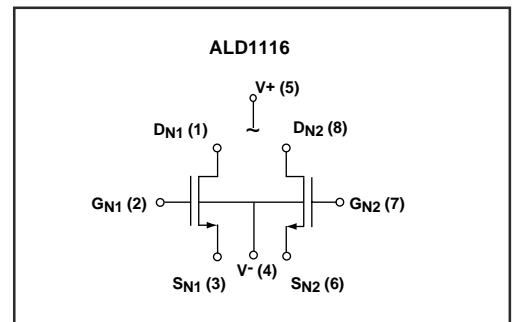 ALD1116
V+ (5)
~
DN1 (1) DN2 (8)
GN1 (2) GN2 (7)
V- (4)
SN1 (3) SN2 (6)